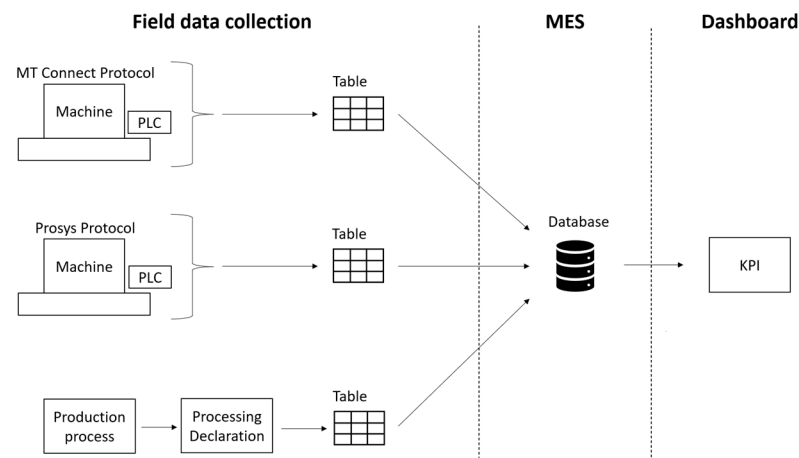 Field data collection
MES
Dashboard
MT Connect Protocol
Machine
PLC
Table
Prosys Protocol
Machine
PLC
Table
Database
KPI
Production
process
Processing
Declaration
Table